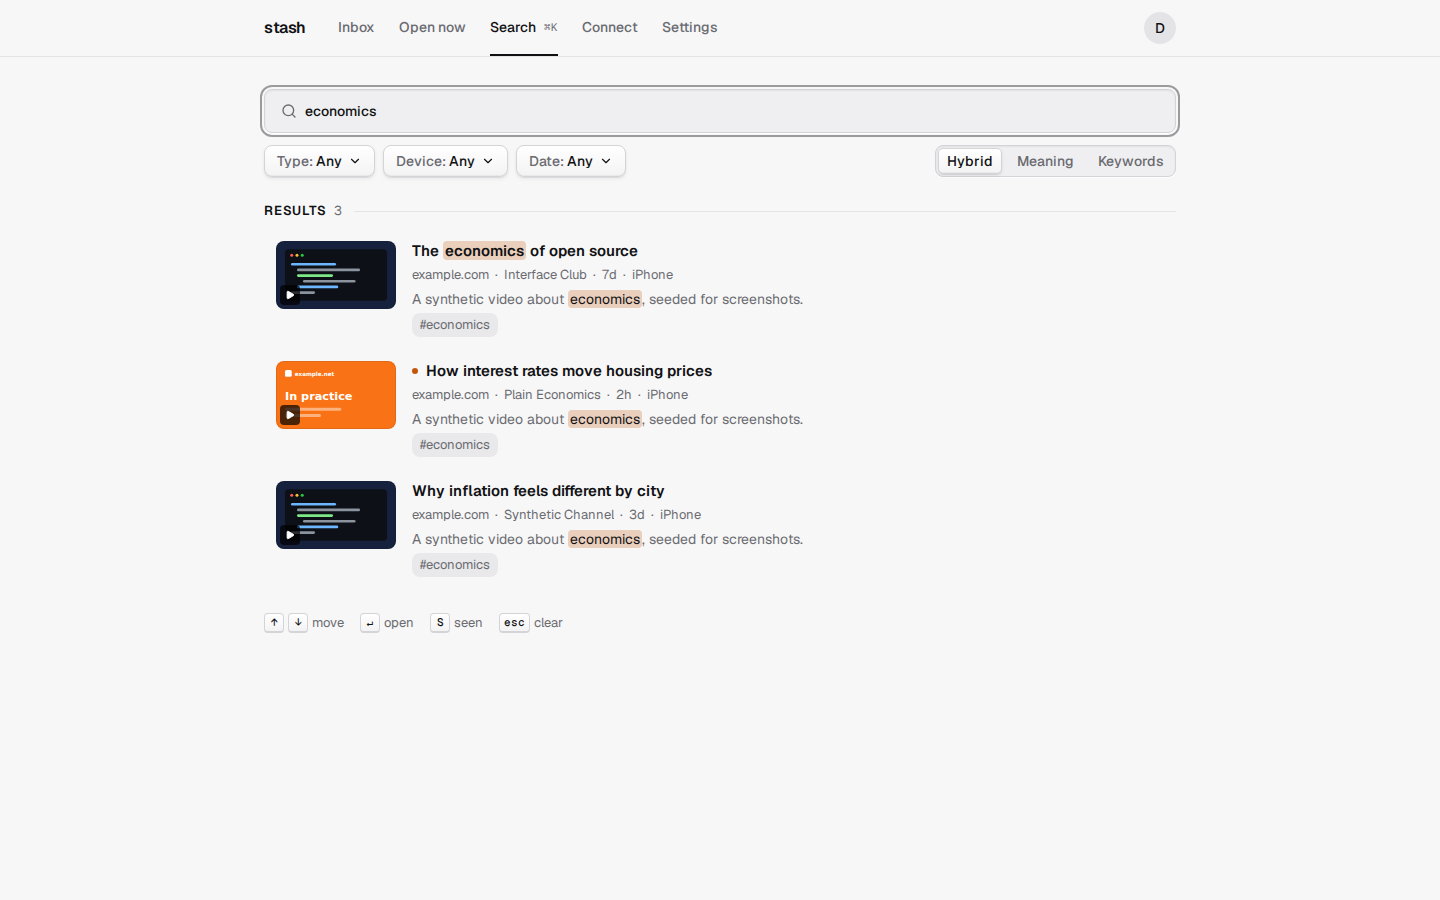 stash Inbox Open now Search ⌘K Connect Settings D
economics
Type: Any Device: Any Date: Any Hybrid Meaning Keywords
RESULTS 3
The economics of open source
example.com · Interface Club · 7d · iPhone
A synthetic video about economics, seeded for screenshots.
#economics
example.net
In practice
How interest rates move housing prices
example.com · Plain Economics · 2h · iPhone
A synthetic video about economics, seeded for screenshots.
#economics
Why inflation feels different by city
example.com · Synthetic Channel · 3d · iPhone
A synthetic video about economics, seeded for screenshots.
#economics
↑ ↓ move ↵ open S seen esc clear